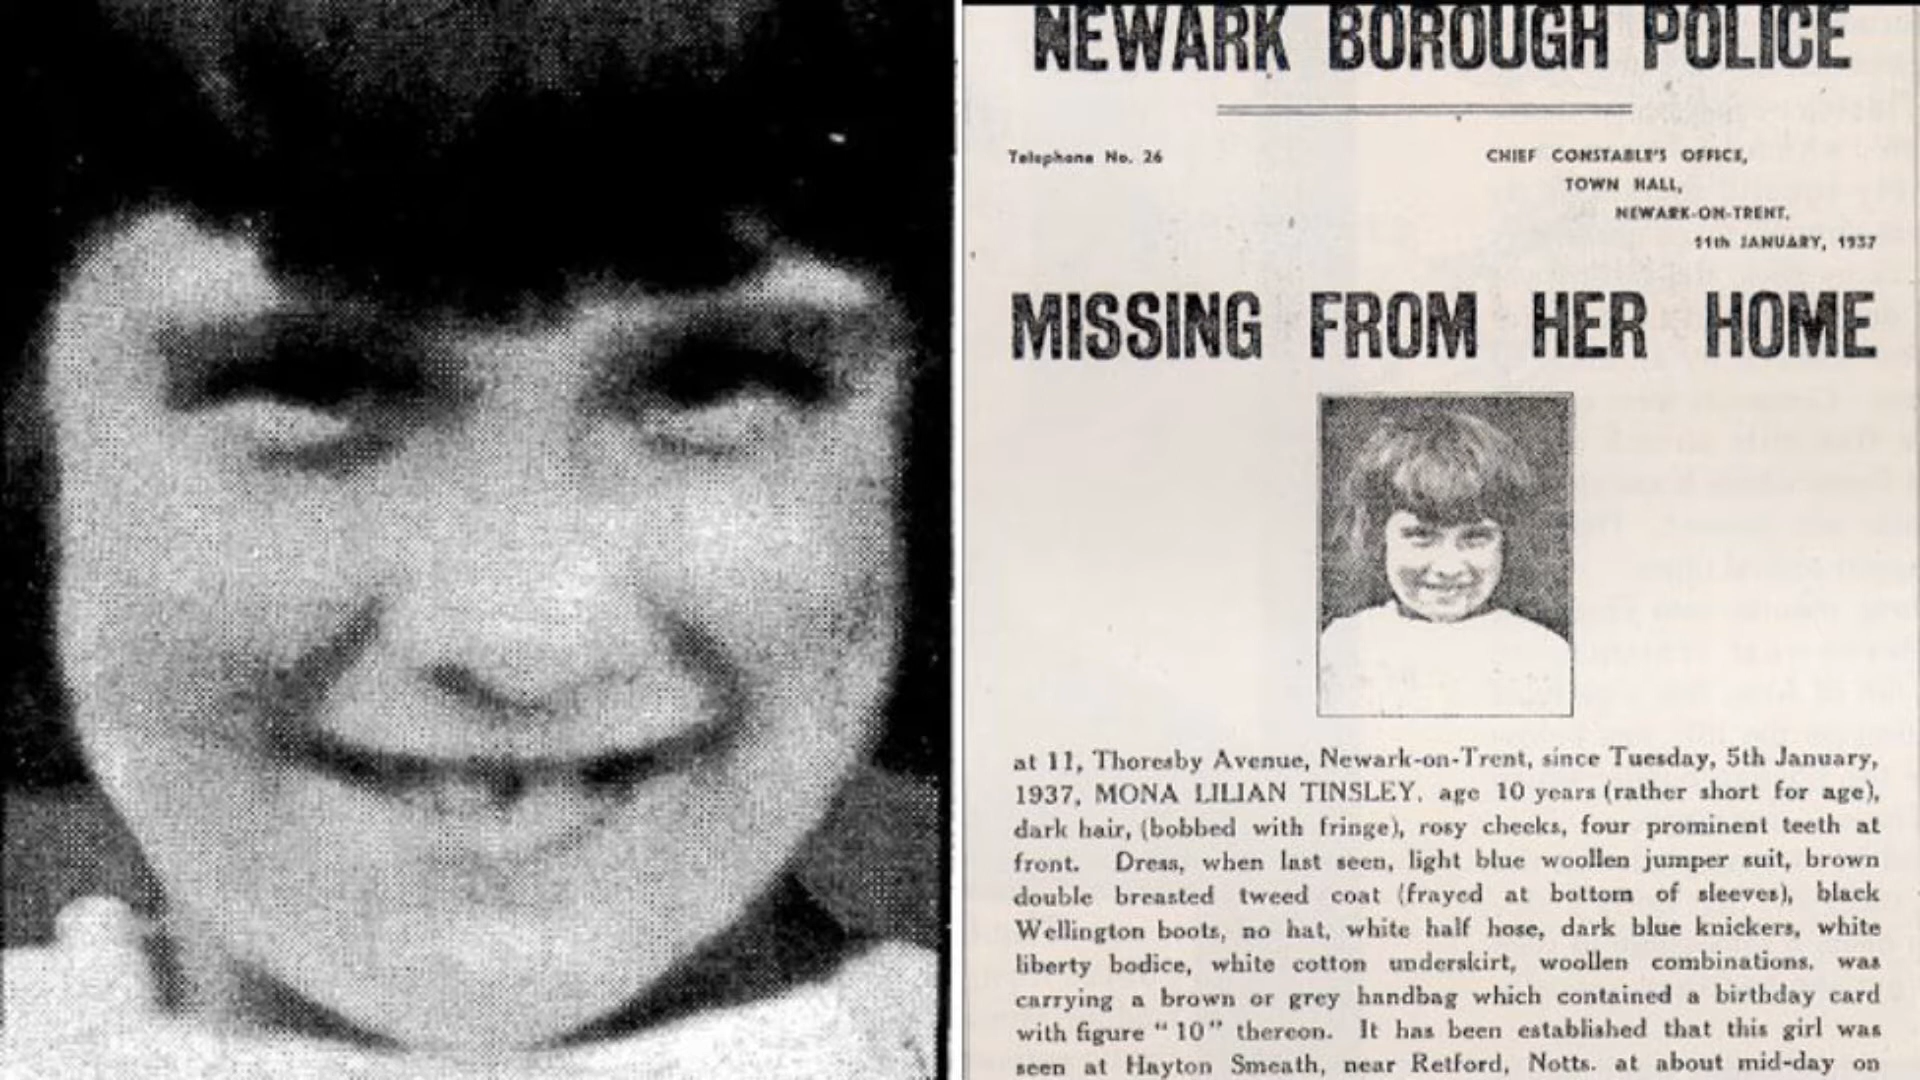 NEWARK BOROUGH POLICE
Telephone No. 26
CHIEF CONSTABLE'S OFFICE,
TOWN HALL,
NEWARK-ON-TRENT,
11th JANUARY, 1937
MISSING FROM HER HOME
at 11, Thoresby Avenue, Newark-on-Trent, since Tuesday, 5th January,
1937, MONA LILIAN TINSLEY, age 10 years (rather short for age),
dark hair, (bobbed with fringe), rosy cheeks, four prominent teeth at
front. Dress, when last seen, light blue woollen jumper suit, brown
double breasted tweed coat (frayed at bottom of sleeves), black
Wellington boots, no hat, white half hose, dark blue knickers, white
liberty bodice, white cotton underskirt, woollen combinations. was
carrying a brown or grey handbag which contained a birthday card
with figure "10" thereon. It has been established that this girl was
seen at Hayton Smeath, near Retford, Notts. at about mid-day on